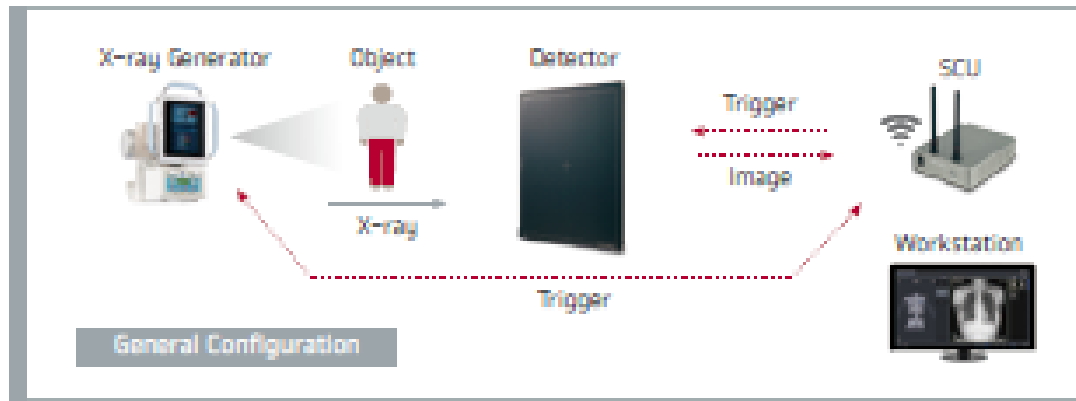 X-ray Generator
Object
Detector
SCU
Trigger
Image
X-ray
Workstation
Trigger
General Configuration